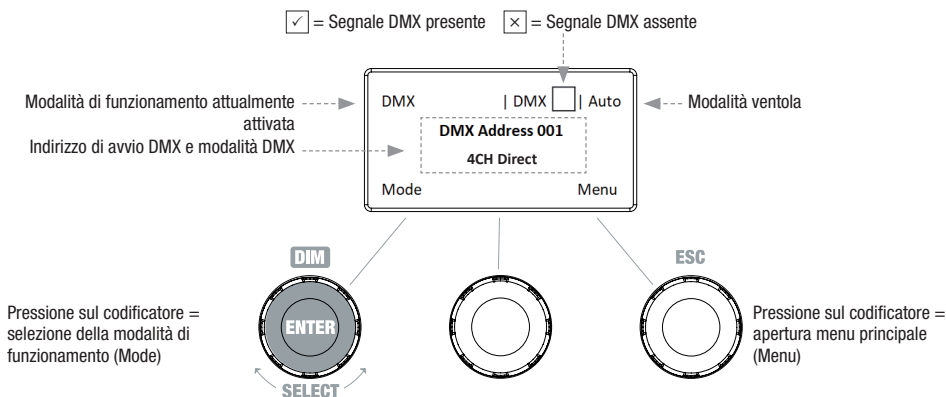 ✓ = Segnale DMX presente × = Segnale DMX assente
Modalità di funzionamento attualmente
attivata
Indirizzo di avvio DMX e modalità DMX
DMX | DMX | Auto
DMX Address 001
4CH Direct
Mode Menu
Modalità ventola
DIM
ESC
Pressione sul codificatore =
selezione della modalità di
funzionamento (Mode)
ENTER
SELECT
Pressione sul codificatore =
apertura menu principale
(Menu)